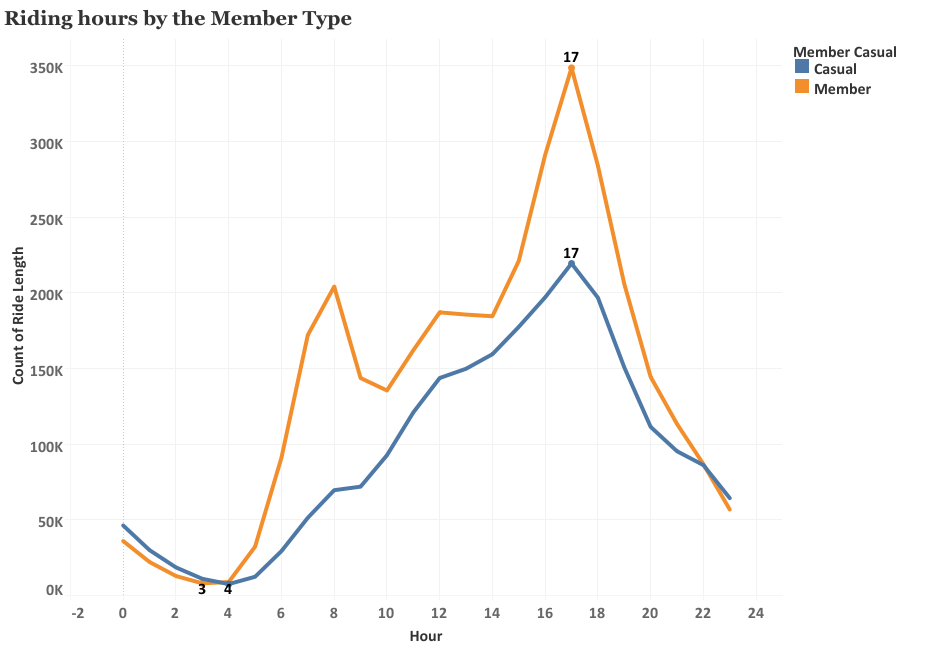 Riding hours by the Member Type
Member Casual
Casual
Member
350K
300K
250K
200K
150K
100K
50K
0K
Count of Ride Length
17
17
3
4
-2
0
2
4
6
8
10
12
14
16
18
20
22
24
Hour